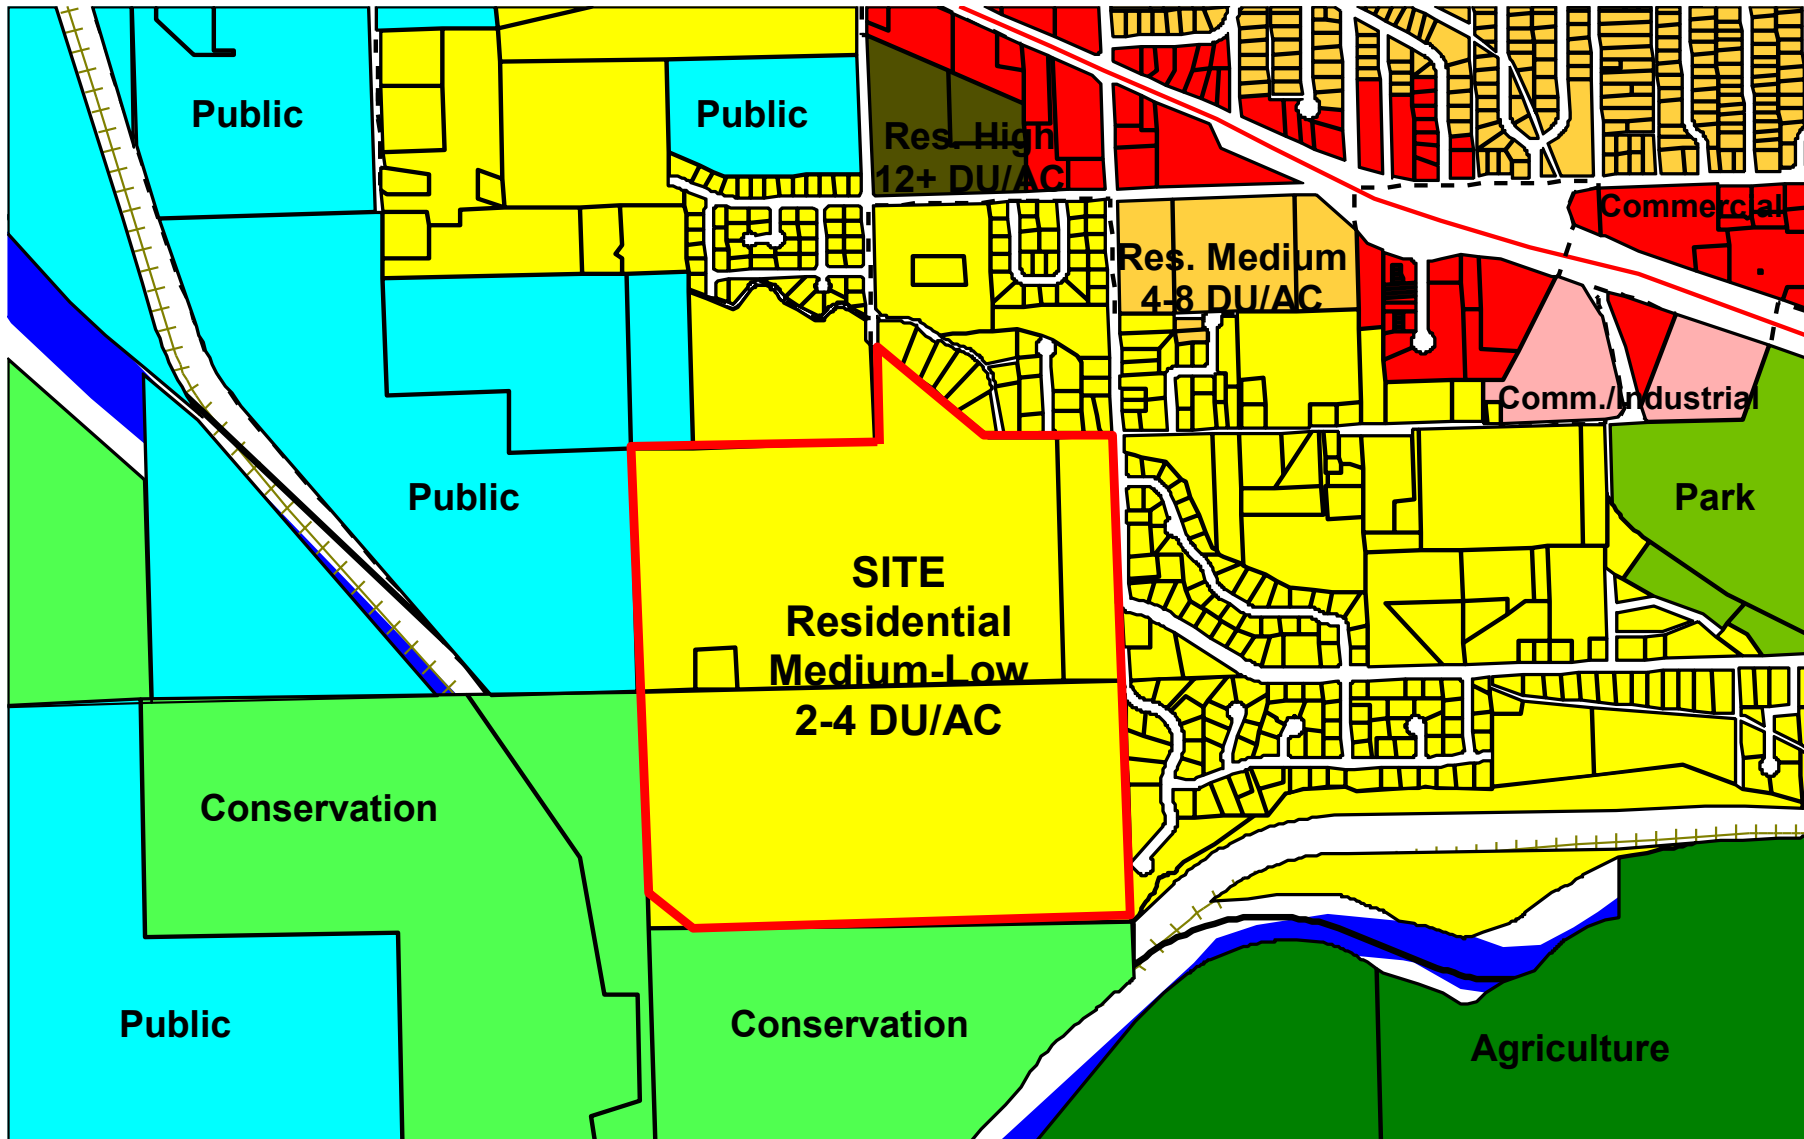 Public
Public
Res. High
12+ DU/AC
Commercial
Res. Medium
4-8 DU/AC
Comm./Industrial
Public
Park
SITE
Residential
Medium-Low
2-4 DU/AC
Conservation
Public
Conservation
Agriculture